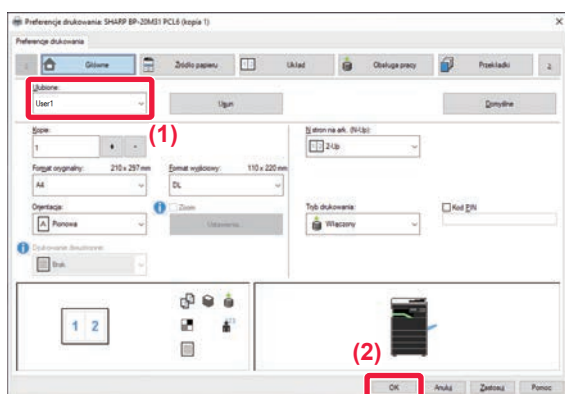 Preferencje drukowania: SHARP BP-20M31 PCL6 (kopia 1)
Preferencje drukowania
Główne Źródło papieru Układ Obsługa pracy Przekładki
Ulubione:
User1 Usuń Domyślne
(1)
Kopie: N stron na ark. (N-Up):
1 + - 2-Up
Format oryginalny: 210 x 297 mm Format wyjściowy: 110 x 220 mm
A4 DL
Orientacja: Zoom Tryb drukowania: Kod PIN
Pionowa Ustawienia... Włączony
Drukowanie dwustronne:
Brak
1 2
(2)
OK Anuluj Zastosuj Pomoc